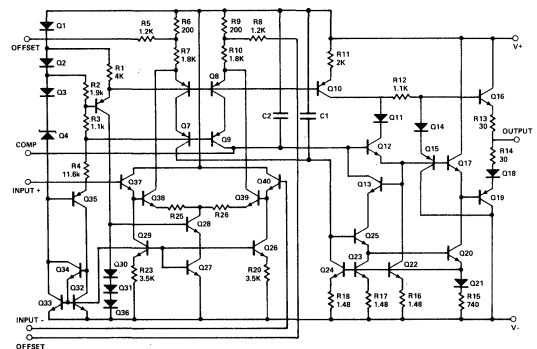 Q1
R5
1.2K
R6
200
R9
200
R8
1.2K
V+
OFFSET
Q2
R1
4K
R7
1.8K
R10
1.8K
R11
2K
Q3
R2
1.9k
Q8
Q10
R12
1.1K
Q16
R3
1.1k
C2
C1
Q11
Q14
R13
30
OUTPUT
Q4
Q7
Q9
Q12
Q15
Q17
R14
30
COMP
Q18
R4
11.6k
Q37
Q40
Q13
Q19
INPUT +
Q38
Q39
Q35
R25
R26
Q28
Q25
Q20
Q34
Q29
Q26
Q24
Q23
Q22
Q33
Q32
Q30
Q31
Q36
R23
3.5K
Q27
R20
3.5K
Q21
R18
1.48
R17
1.48
R16
1.48
R15
740
INPUT -
V-
OFFSET